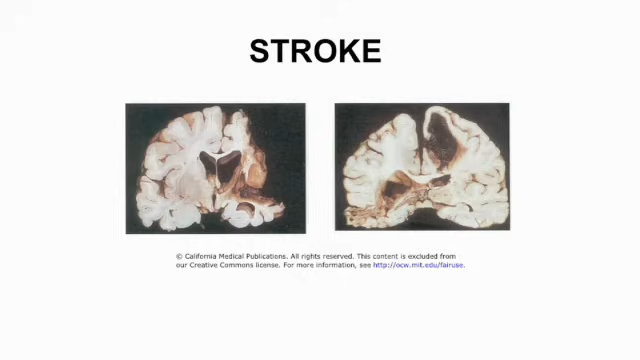 STROKE
© California Medical Publications. All rights reserved. This content is excluded from
our Creative Commons license. For more information, see http://ocw.mit.edu/fairuse.